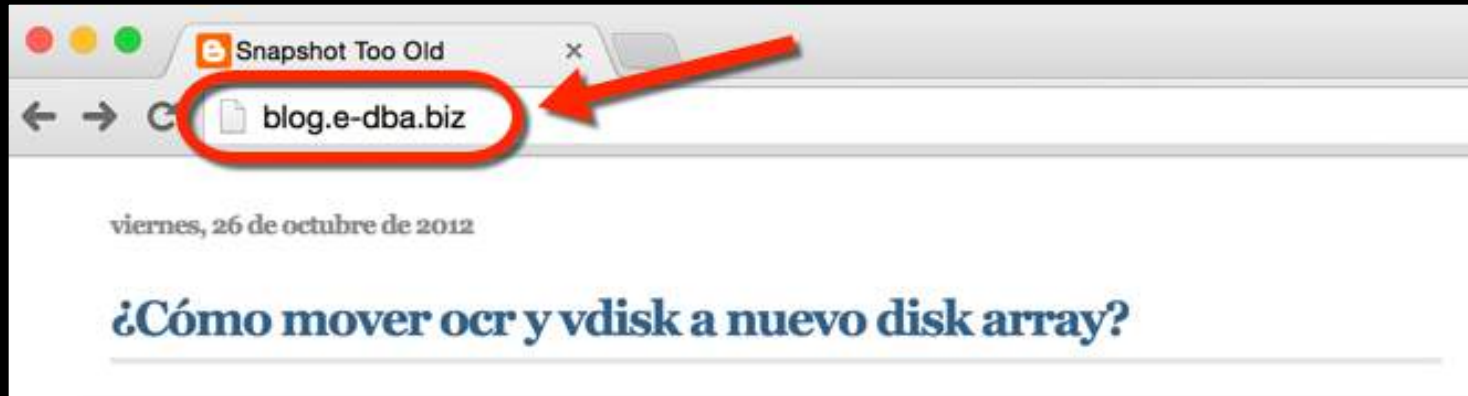 Snapshot Too Old
blog.e-dba.biz
viernes, 26 de octubre de 2012
¿Cómo mover ocr y vdisk a nuevo disk array?